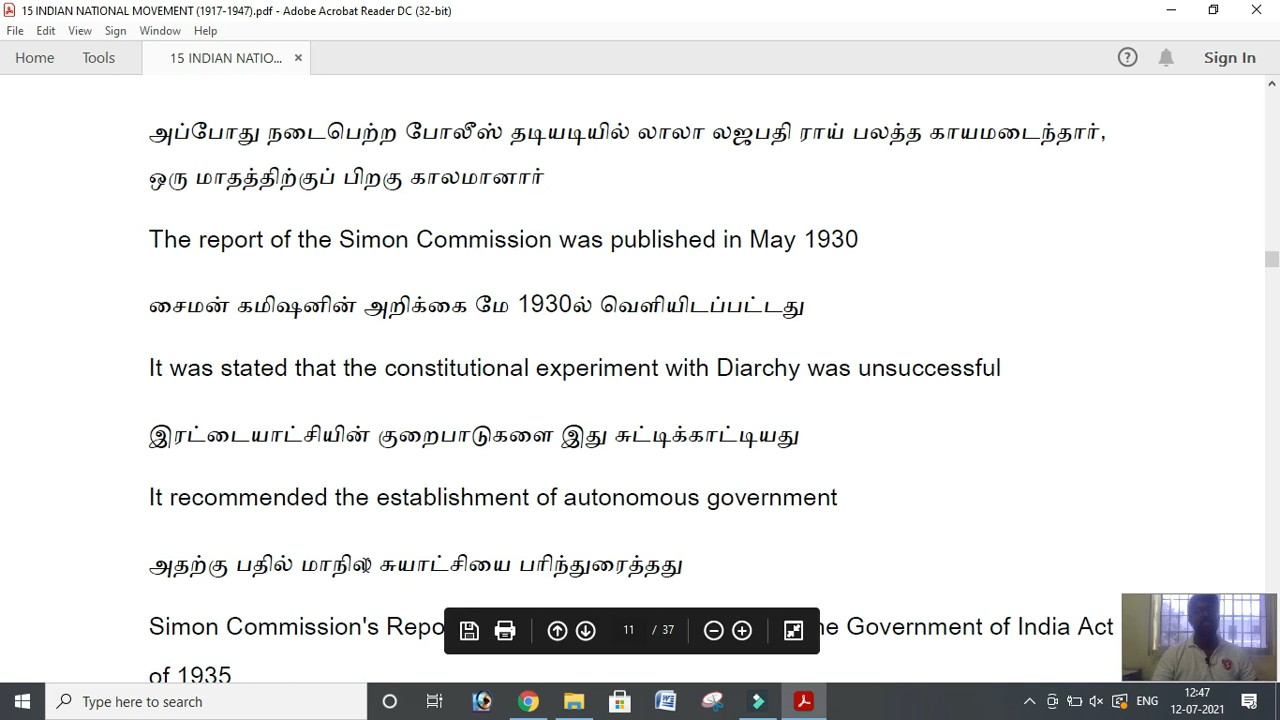 15 INDIAN NATIONAL MOVEMENT (1917-1947).pdf - Adobe Acrobat Reader DC (32-bit)
File Edit View Sign Window Help
Home Tools 15 INDIAN NATIO... × Sign In
அப்போது நடைபெற்ற போலீஸ் தடியடியில் லாலா லஜபதி ராய் பலத்த காயமடைந்தார்,
ஒரு மாதத்திற்குப் பிறகு காலமானார்
The report of the Simon Commission was published in May 1930
சைமன் கமிஷனின் அறிக்கை மே 1930ல் வெளியிடப்பட்டது
It was stated that the constitutional experiment with Diarchy was unsuccessful
இரட்டையாட்சியின் குறைபாடுகளை இது சுட்டிக்காட்டியது
It recommended the establishment of autonomous government
அதற்கு பதில் மாநில சுயாட்சியை பரிந்துரைத்தது
Simon Commission's Repo he Government of India Act
of 1935
11 / 37
Type here to search
ENG
12:47
12-07-2021